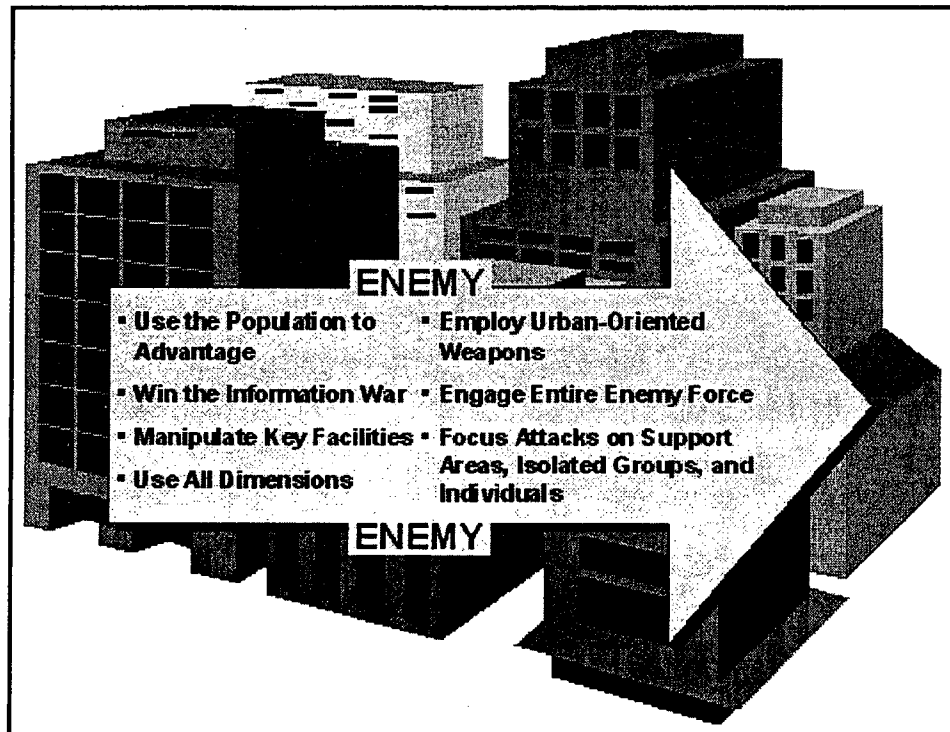 ENEMY
▪ Use the Population to
Advantage
▪ Win the Information War
▪ Manipulate Key Facilities
▪ Use All Dimensions
▪ Employ Urban-Oriented
Weapons
▪ Engage Entire Enemy Force
▪ Focus Attacks on Support
Areas, Isolated Groups, and
Individuals
ENEMY